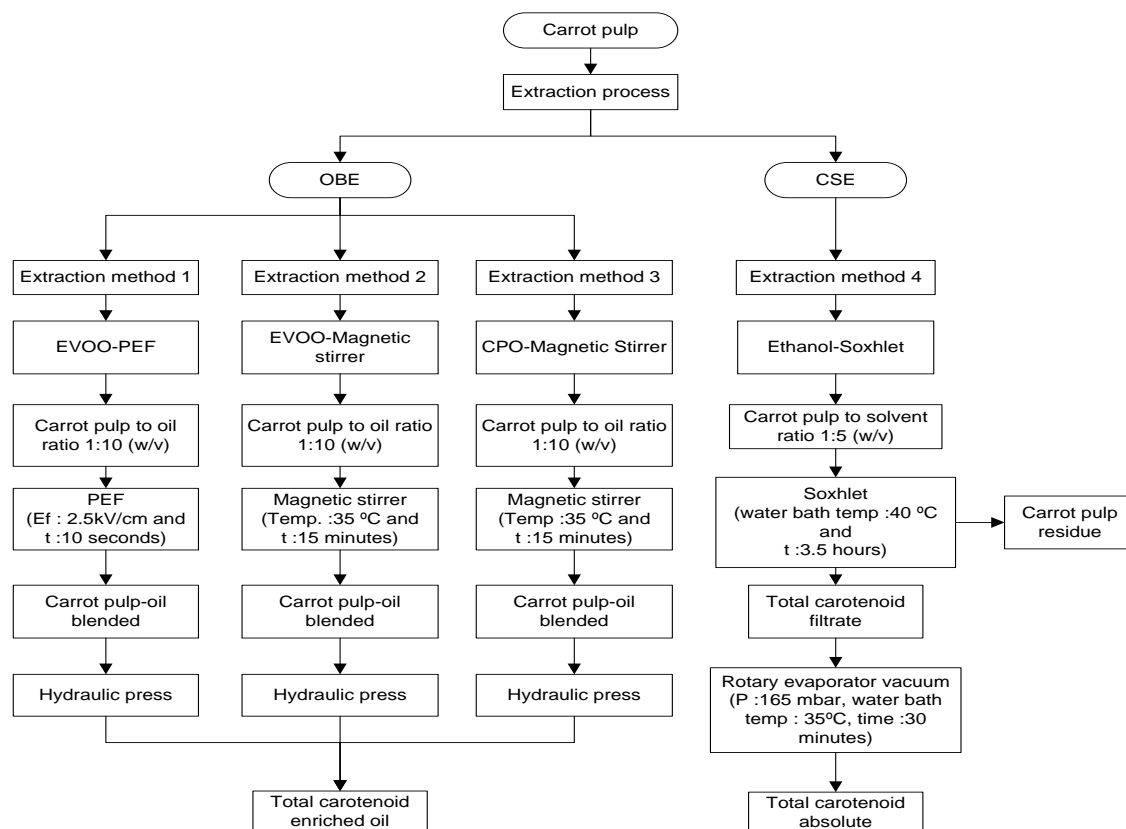 Carrot pulp
Extraction process
OBE
CSE
Extraction method 1
Extraction method 2
Extraction method 3
Extraction method 4
EVOO-PEF
EVOO-Magnetic
stirrer
CPO-Magnetic Stirrer
Ethanol-Soxhlet
Carrot pulp to oil
ratio 1:10 (w/v)
Carrot pulp to oil ratio
1:10 (w/v)
Carrot pulp to oil ratio
1:10 (w/v)
Carrot pulp to solvent
ratio 1:5 (w/v)
PEF
(Ef : 2.5kV/cm and
t :10 seconds)
Magnetic stirrer
(Temp. :35 ºC and
t :15 minutes)
Magnetic stirrer
(Temp :35 ºC and
t :15 minutes)
Soxhlet
(water bath temp :40 ºC
and
t :3.5 hours)
Carrot pulp
residue
Carrot pulp-oil
blended
Carrot pulp-oil
blended
Carrot pulp-oil
blended
Total carotenoid
filtrate
Hydraulic press
Hydraulic press
Hydraulic press
Rotary evaporator vacuum
(P :165 mbar, water bath
temp : 35ºC, time :30
minutes)
Total carotenoid
enriched oil
Total carotenoid
absolute